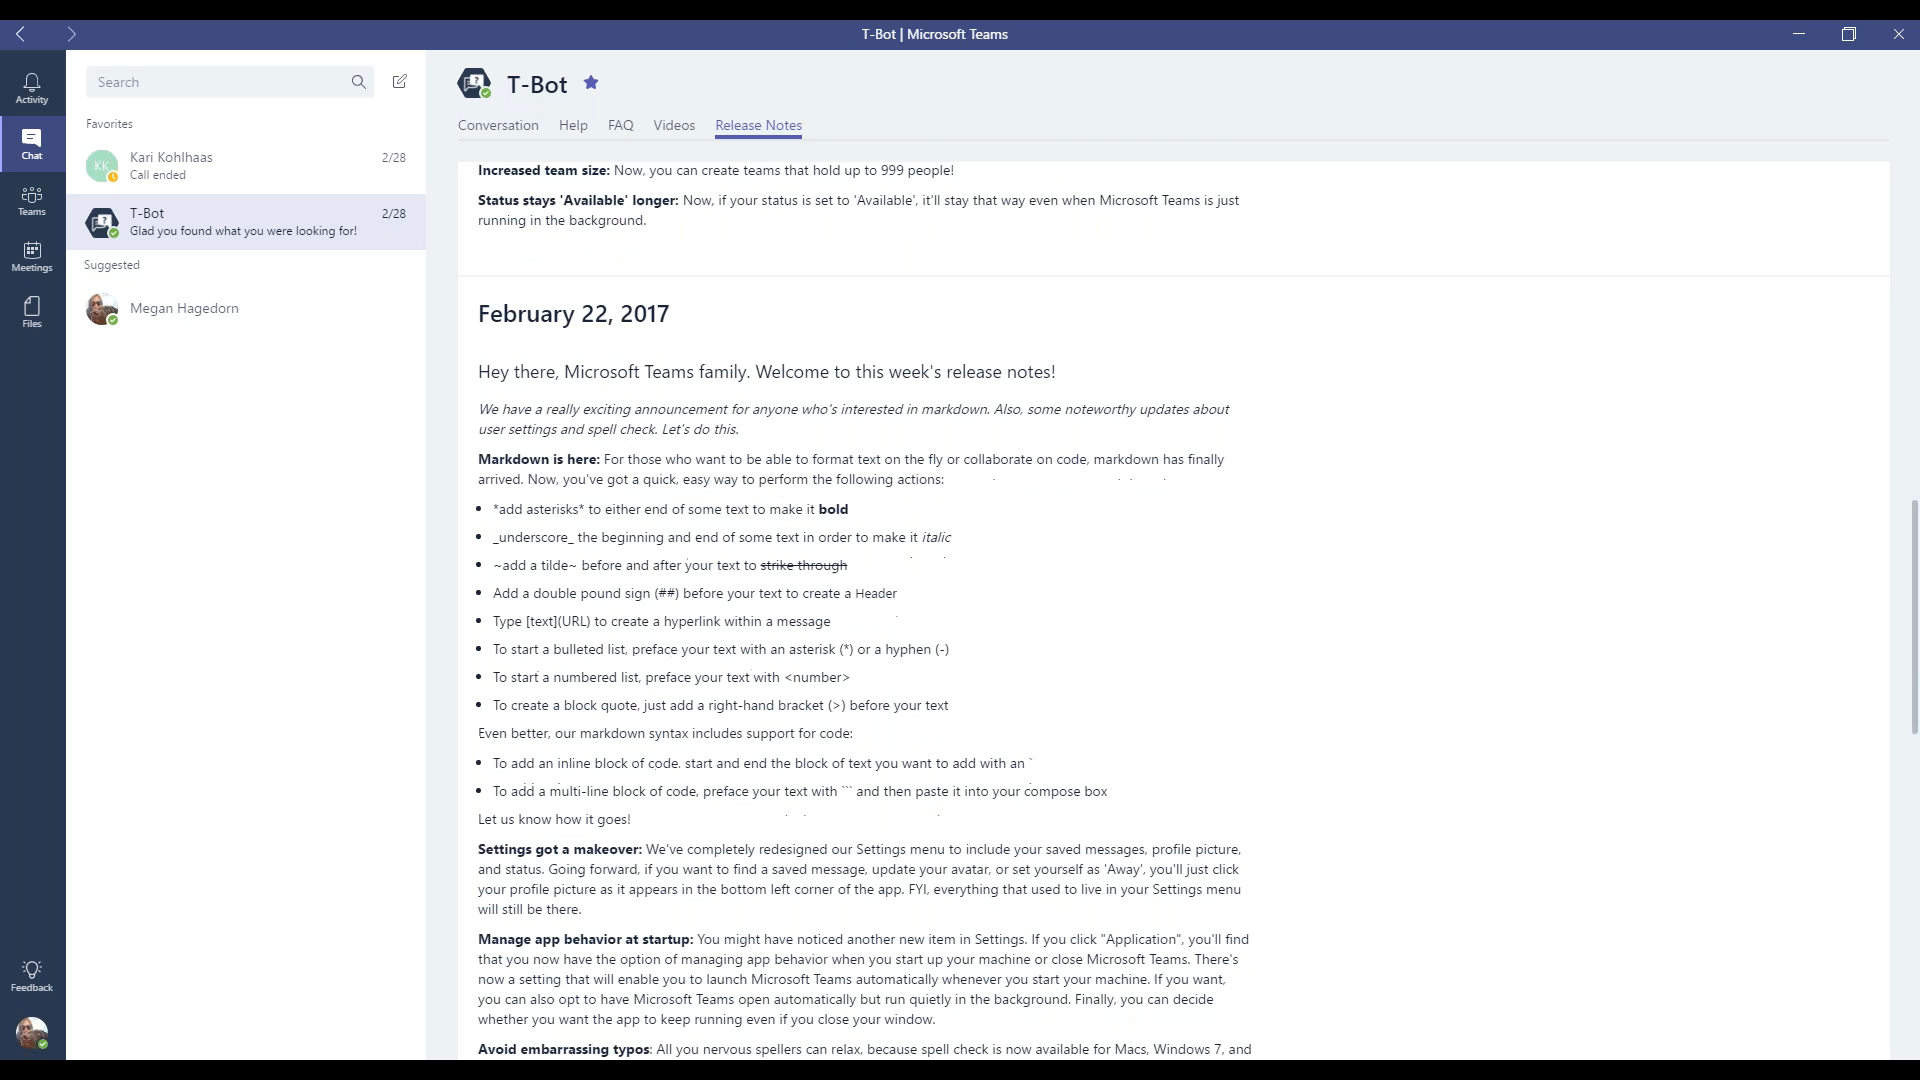 T-Bot | Microsoft Teams
Search
Activity
Chat
Teams
Meetings
Files
Feedback
Favorites
KK
Kari Kohlhaas
2/28
Call ended
T-Bot
2/28
Glad you found what you were looking for!
Suggested
Megan Hagedorn
T-Bot
Conversation Help FAQ Videos Release Notes
Increased team size: Now, you can create teams that hold up to 999 people!
Status stays 'Available' longer: Now, if your status is set to 'Available', it'll stay that way even when Microsoft Teams is just
running in the background.
February 22, 2017
Hey there, Microsoft Teams family. Welcome to this week's release notes!
We have a really exciting announcement for anyone who's interested in markdown. Also, some noteworthy updates about
user settings and spell check. Let's do this.
Markdown is here: For those who want to be able to format text on the fly or collaborate on code, markdown has finally
arrived. Now, you've got a quick, easy way to perform the following actions:
• *add asterisks* to either end of some text to make it bold
• _underscore_ the beginning and end of some text in order to make it italic
• ~add a tilde~ before and after your text to strike through
• Add a double pound sign (##) before your text to create a Header
• Type [text](URL) to create a hyperlink within a message
• To start a bulleted list, preface your text with an asterisk (*) or a hyphen (-)
• To start a numbered list, preface your text with <number>
• To create a block quote, just add a right-hand bracket (>) before your text
Even better, our markdown syntax includes support for code:
• To add an inline block of code. start and end the block of text you want to add with an `
• To add a multi-line block of code, preface your text with ``` and then paste it into your compose box
Let us know how it goes!
Settings got a makeover: We've completely redesigned our Settings menu to include your saved messages, profile picture,
and status. Going forward, if you want to find a saved message, update your avatar, or set yourself as 'Away', you'll just click
your profile picture as it appears in the bottom left corner of the app. FYI, everything that used to live in your Settings menu
will still be there.
Manage app behavior at startup: You might have noticed another new item in Settings. If you click "Application", you'll find
that you now have the option of managing app behavior when you start up your machine or close Microsoft Teams. There's
now a setting that will enable you to launch Microsoft Teams automatically whenever you start your machine. If you want,
you can also opt to have Microsoft Teams open automatically but run quietly in the background. Finally, you can decide
whether you want the app to keep running even if you close your window.
Avoid embarrassing typos: All you nervous spellers can relax, because spell check is now available for Macs, Windows 7, and